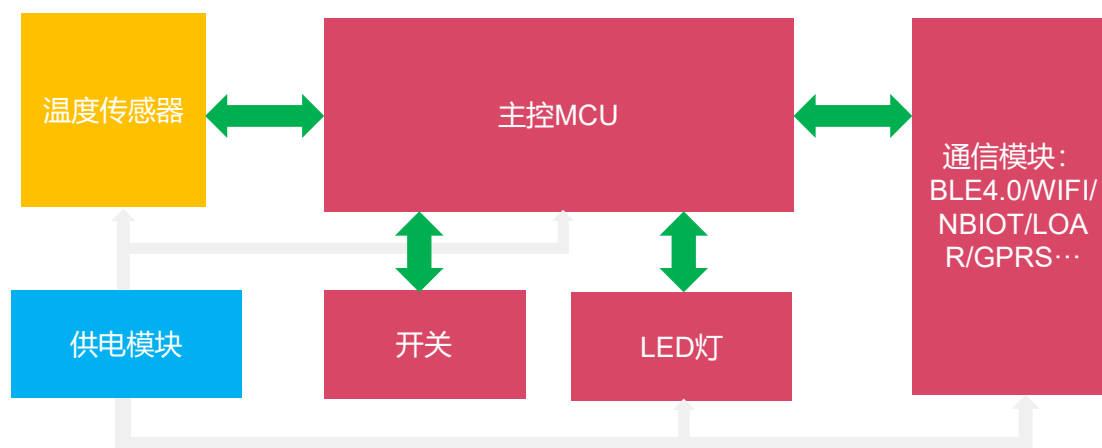 温度传感器
主控MCU
通信模块：
BLE4.0/WIFI/
NBIOT/LOA
R/GPRS…
供电模块
开关
LED灯